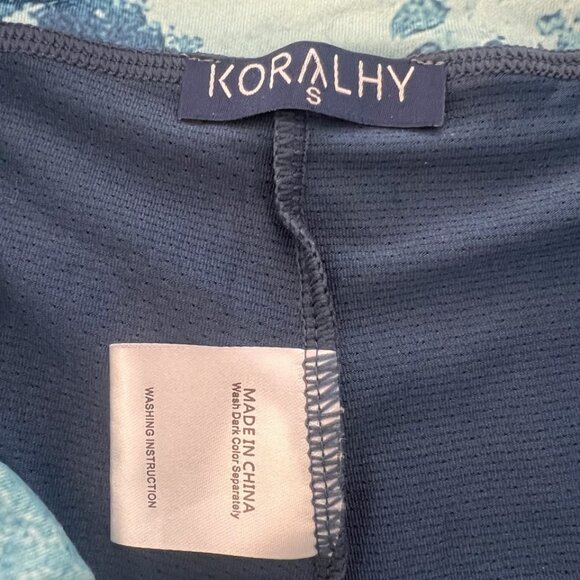 KORALHY
S
MADE IN CHINA
Wash Dark Color Separately
WASHING INSTRUCTION